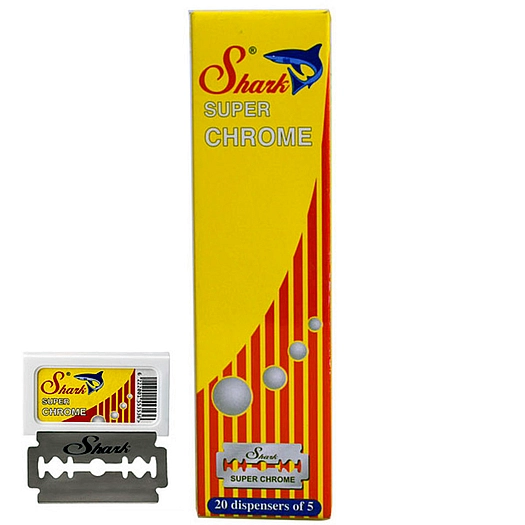 Shark®
SUPER
CHROME
Shark
SUPER CHROME
20 dispensers of 5
Shark
SUPER
CHROME
Shark